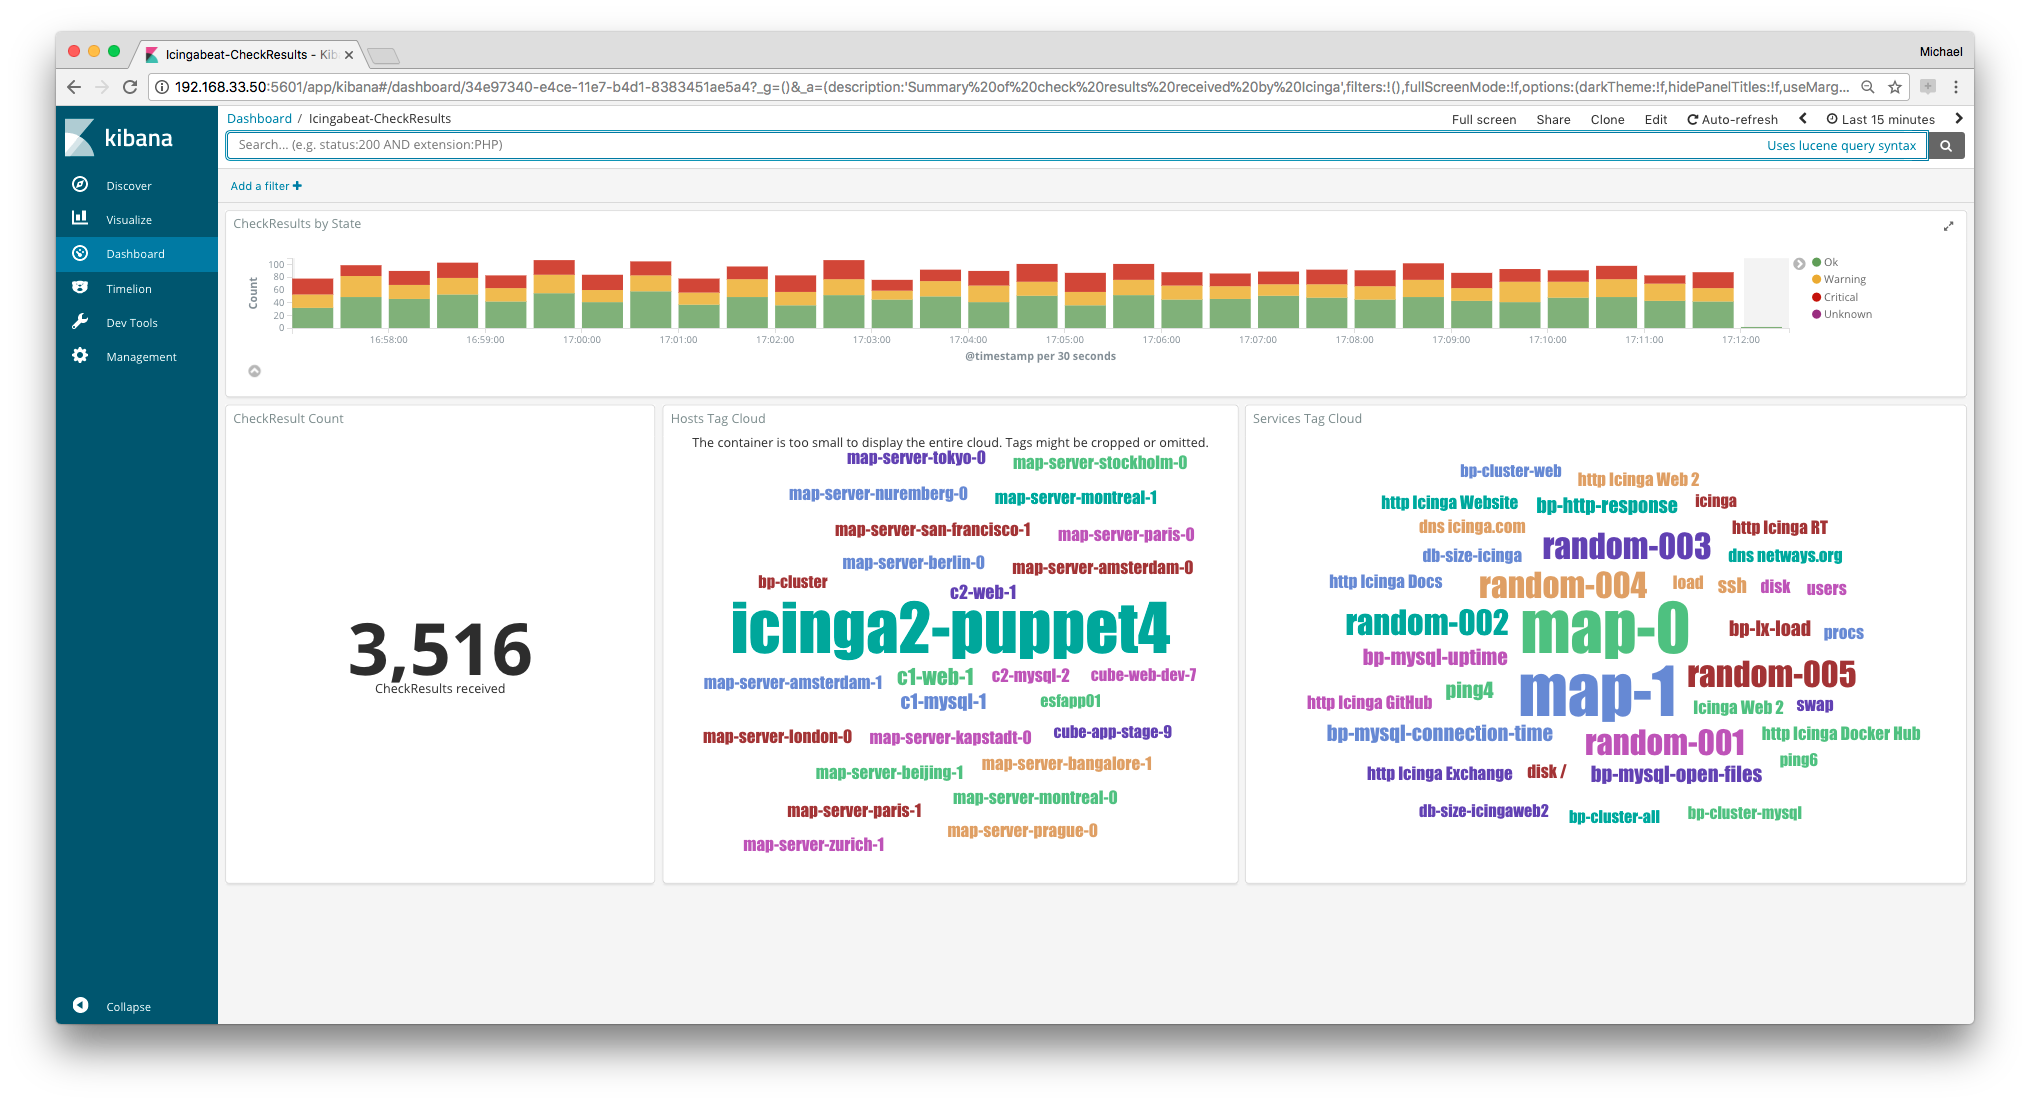 Icingabeat-CheckResults - Kib
Michael
192.168.33.50:5601/app/kibana#/dashboard/34e97340-e4ce-11e7-b4d1-8383451ae5a4?_g=()&_a=(description:'Summary%20of%20check%20results%20received%20by%20Icinga',filters:!(),fullScreenMode:!f,options:(darkTheme:!f,hidePanelTitles:!f,useMarg...
kibana
Discover
Visualize
Dashboard
Timelion
Dev Tools
Management
Collapse
Dashboard / Icingabeat-CheckResults
Full screen Share Clone Edit Auto-refresh Last 15 minutes
Search... (e.g. status:200 AND extension:PHP)
Uses lucene query syntax
Add a filter
CheckResults by State
Count
100
80
60
40
20
0
16:58:00 16:59:00 17:00:00 17:01:00 17:02:00 17:03:00 17:04:00 17:05:00 17:06:00 17:07:00 17:08:00 17:09:00 17:10:00 17:11:00 17:12:00
@timestamp per 30 seconds
Ok
Warning
Critical
Unknown
CheckResult Count
3,516
CheckResults received
Hosts Tag Cloud
The container is too small to display the entire cloud. Tags might be cropped or omitted.
map-server-tokyo-0 map-server-stockholm-0
map-server-nuremberg-0 map-server-montreal-1
map-server-san-francisco-1 map-server-paris-0
map-server-berlin-0 map-server-amsterdam-0
bp-cluster c2-web-1
icinga2-puppet4
map-server-amsterdam-1 c1-web-1 c2-mysql-2 cube-web-dev-7
c1-mysql-1 esfapp01
map-server-london-0 map-server-kapstadt-0 cube-app-stage-9
map-server-beijing-1 map-server-bangalore-1
map-server-paris-1 map-server-montreal-0
map-server-zurich-1 map-server-prague-0
Services Tag Cloud
bp-cluster-web http Icinga Web 2
http Icinga Website bp-http-response icinga
dns icinga.com http Icinga RT
db-size-icinga random-003 dns netways.org
http Icinga Docs random-004 load ssh disk users
random-002 map-0 bp-lx-load procs
bp-mysql-uptime
http Icinga GitHub ping4 map-1 random-005
Icinga Web 2 swap
bp-mysql-connection-time random-001 http Icinga Docker Hub
http Icinga Exchange disk / bp-mysql-open-files ping6
db-size-icingaweb2 bp-cluster-all bp-cluster-mysql